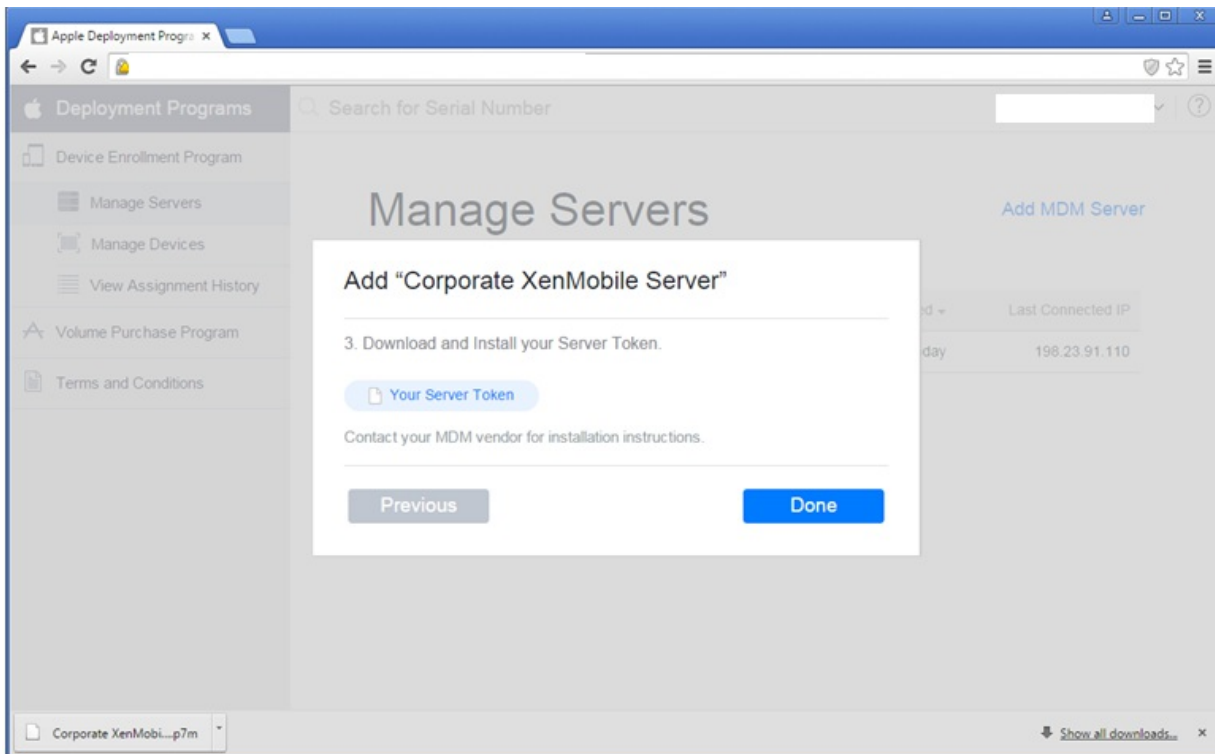 Apple Deployment Progra
Deployment Programs
Search for Serial Number
Device Enrollment Program
Manage Servers
Manage Devices
View Assignment History
Volume Purchase Program
Terms and Conditions
Manage Servers
Add MDM Server
Last Connected IP
day
198.23.91.110
Add “Corporate XenMobile Server”
3. Download and Install your Server Token.
Your Server Token
Contact your MDM vendor for installation instructions.
Previous
Done
Corporate XenMobi....p7m
Show all downloads...